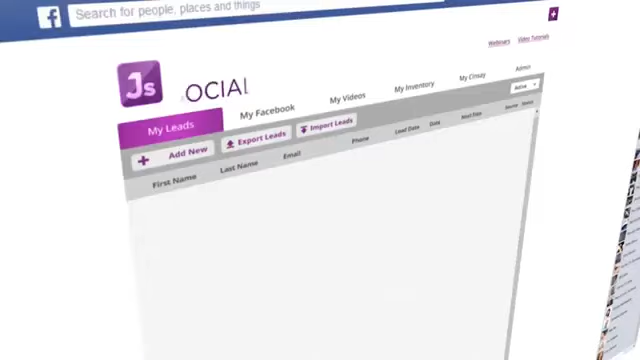 Search for people, places and things
Webinars Video Tutorials
Js OCIAL
My Leads My Facebook My Videos My Inventory My Cinsay Admin
Active
Add New Export Leads Import Leads
First Name Last Name Email Phone Lead Date Date Next Date Source Status